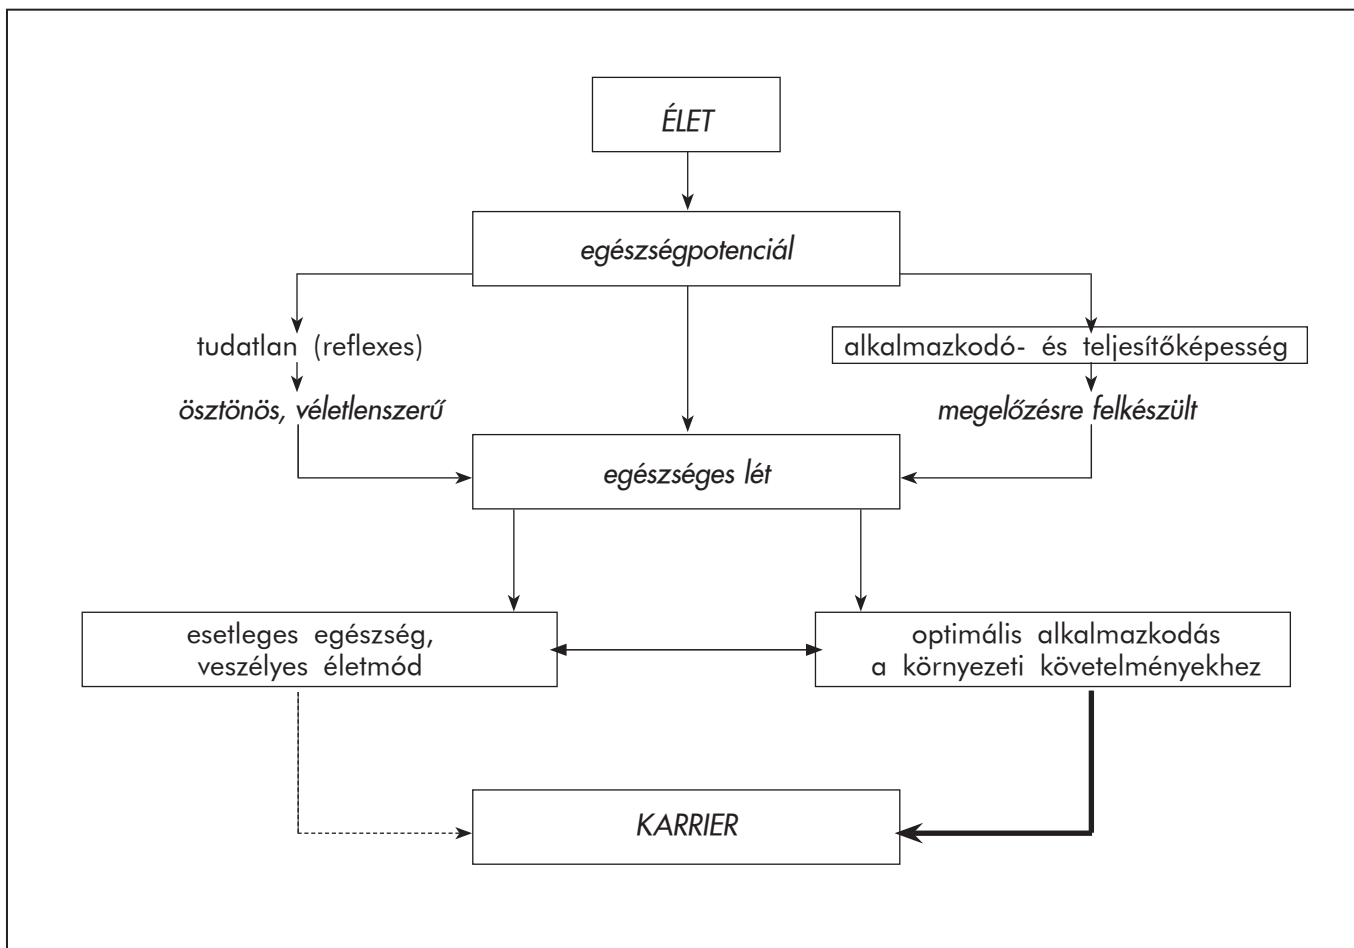 ÉLET
egészségpotenciál
tudatlan (reflexes)
alkalmazkodó- és teljesítőképesség
ösztönös, véletlenszerű
megelőzésre felkészült
egészséges lét
esetleges egészség,
veszélyes életmód
optimális alkalmazkodás
a környezeti követelményekhez
KARRIER